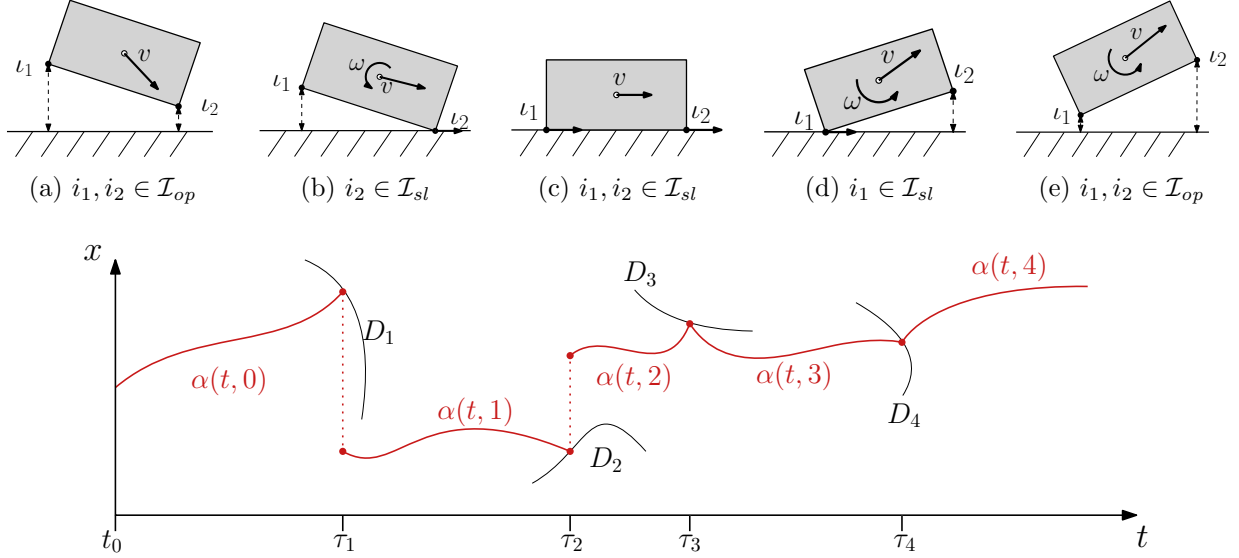 ι₁ v ι₂
ι₁ ω v ι₂
ι₁ v ι₂
ι₁ ω v ι₂
ι₁ ω v ι₂
(a) i₁, i₂ ∈ 𝓘ₒₚ
(b) i₂ ∈ 𝓘ₛₗ
(c) i₁, i₂ ∈ 𝓘ₛₗ
(d) i₁ ∈ 𝓘ₛₗ
(e) i₁, i₂ ∈ 𝓘ₒₚ
x
α(t, 0)
D₁
α(t, 1)
D₂
α(t, 2)
D₃
α(t, 3)
D₄
α(t, 4)
t₀ τ₁ τ₂ τ₃ τ₄ t